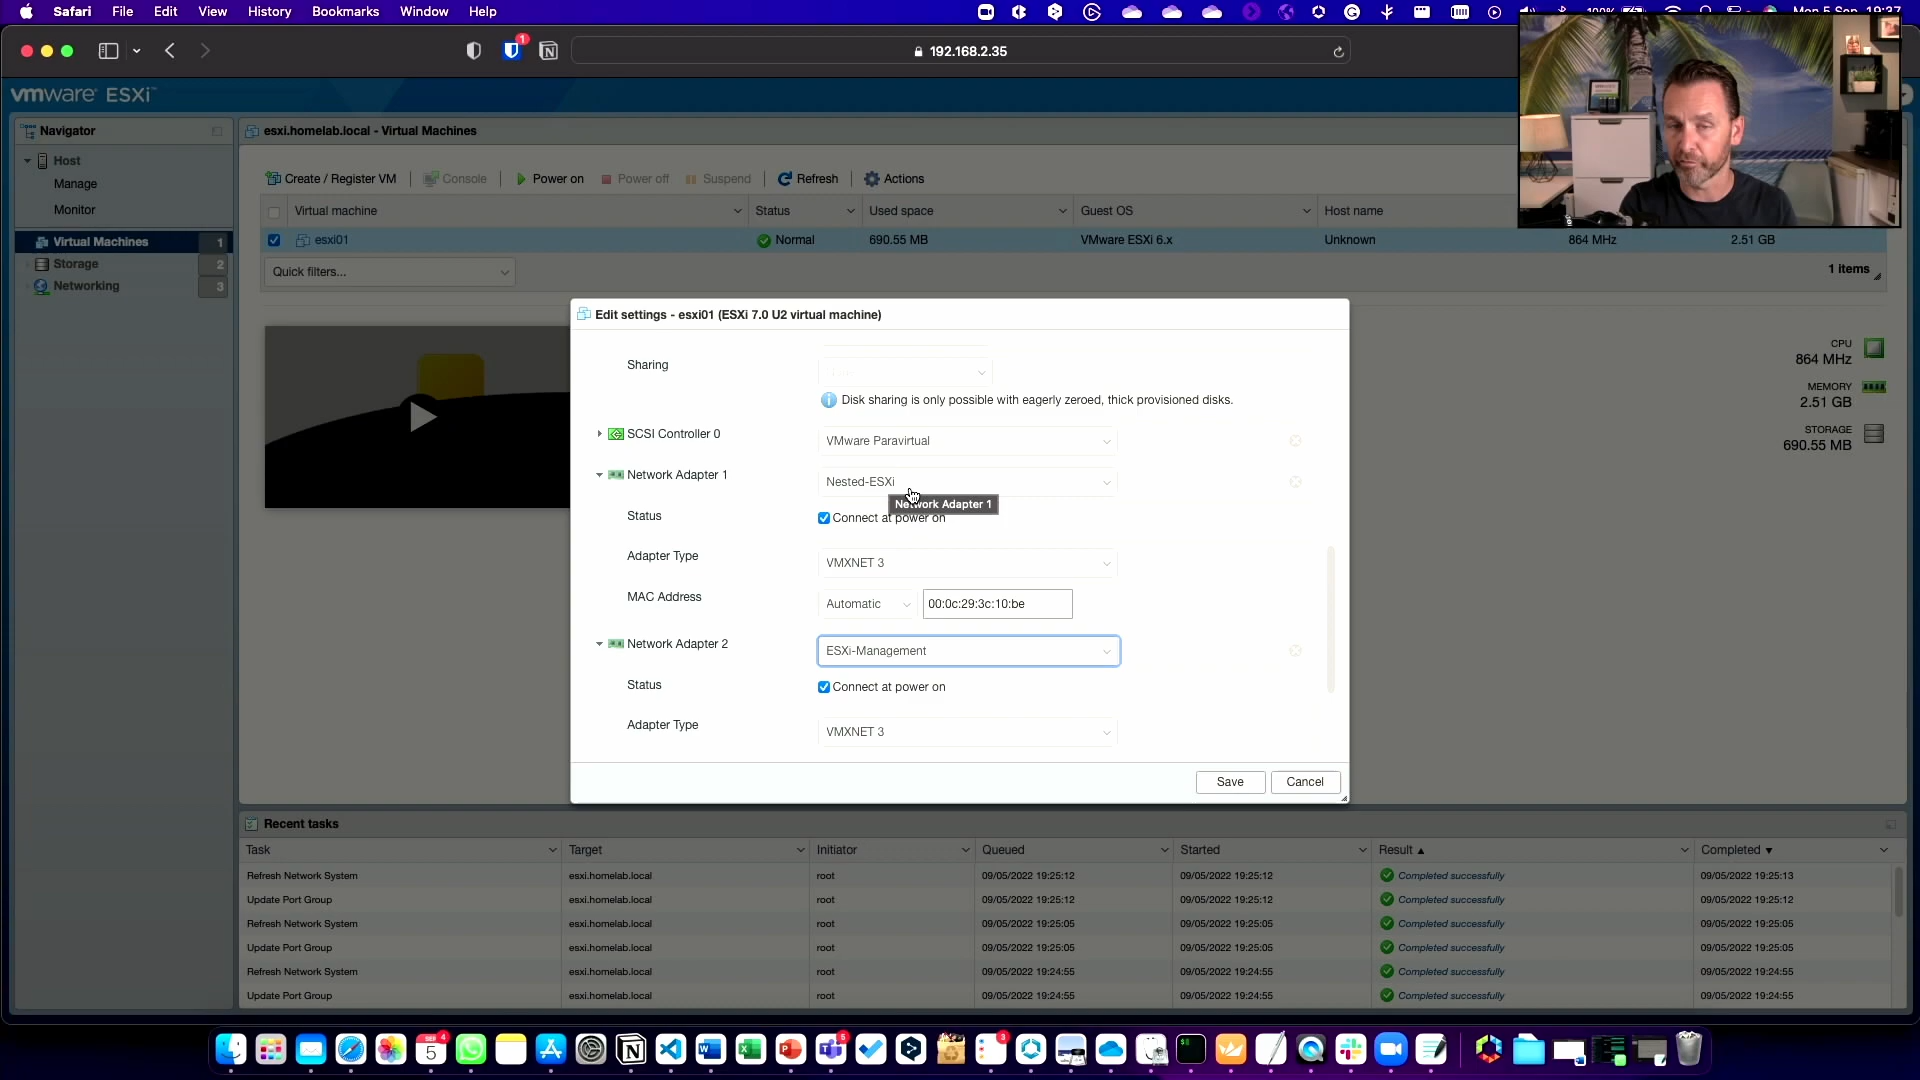 Safari File Edit View History Bookmarks Window Help
1
192.168.2.35
vmware ESXi
Navigator
Host
Manage
Monitor
Virtual Machines 1
Storage 2
Networking 3
esxi.homelab.local - Virtual Machines
Create / Register VM Console Power on Power off Suspend Refresh Actions
Virtual machine Status Used space Guest OS Host name
esxi01 Normal 690.55 MB VMware ESXi 6.x Unknown 864 MHz 2.51 GB
Quick filters...
1 items
CPU
864 MHz
MEMORY
2.51 GB
STORAGE
690.55 MB
Edit settings - esxi01 (ESXi 7.0 U2 virtual machine)
Sharing
Disk sharing is only possible with eagerly zeroed, thick provisioned disks.
SCSI Controller 0 VMware Paravirtual
Network Adapter 1 Nested-ESXi
Network Adapter 1
Status Connect at power on
Adapter Type VMXNET 3
MAC Address Automatic 00:0c:29:3c:10:be
Network Adapter 2 ESXi-Management
Status Connect at power on
Adapter Type VMXNET 3
Save Cancel
Recent tasks
Task Target Initiator Queued Started Result Completed
Refresh Network System esxi.homelab.local root 09/05/2022 19:25:12 09/05/2022 19:25:12 Completed successfully 09/05/2022 19:25:13
Update Port Group esxi.homelab.local root 09/05/2022 19:25:12 09/05/2022 19:25:12 Completed successfully 09/05/2022 19:25:12
Refresh Network System esxi.homelab.local root 09/05/2022 19:25:05 09/05/2022 19:25:05 Completed successfully 09/05/2022 19:25:05
Update Port Group esxi.homelab.local root 09/05/2022 19:25:05 09/05/2022 19:25:05 Completed successfully 09/05/2022 19:25:05
Refresh Network System esxi.homelab.local root 09/05/2022 19:24:55 09/05/2022 19:24:55 Completed successfully 09/05/2022 19:24:55
Update Port Group esxi.homelab.local root 09/05/2022 19:24:55 09/05/2022 19:24:55 Completed successfully 09/05/2022 19:24:55
SEP 5 4 5 3